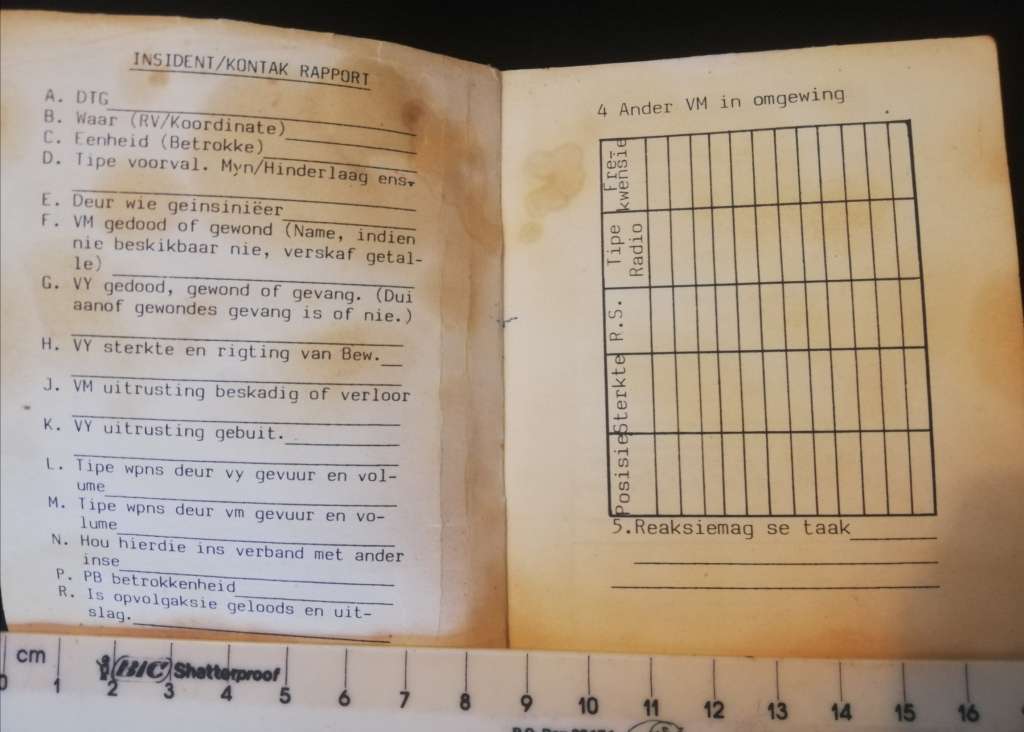 INSIDENT/KONTAK RAPPORT
A. DTG
B. Waar (RV/Koordinate)
C. Eenheid (Betrokke)
D. Tipe voorval. Myn/Hinderlaag ens.
E. Deur wie geinsiniëer
F. VM gedood of gewond (Name, indien
nie beskikbaar nie, verskaf getal-
le)
G. VY gedood, gewond of gevang. (Dui
aanof gewondes gevang is of nie.)
H. VY sterkte en rigting van Bew.
J. VM uitrusting beskadig of verloor
K. VY uitrusting gebuit.
L. Tipe wpns deur vy gevuur en vol-
ume
M. Tipe wpns deur vm gevuur en vo-
lume
N. Hou hierdie ins verband met ander
inse
P. PB betrokkenheid
R. Is opvolgaksie geloods en uit-
slag.
4 Ander VM in omgewing
Fre-
kwensie
Tipe
Radio
R.S.
Sterkte
Posisie
5.Reaksiemag se taak
cm
BIC Shatterproof
0 1 2 3 4 5 6 7 8 9 10 11 12 13 14 15 16